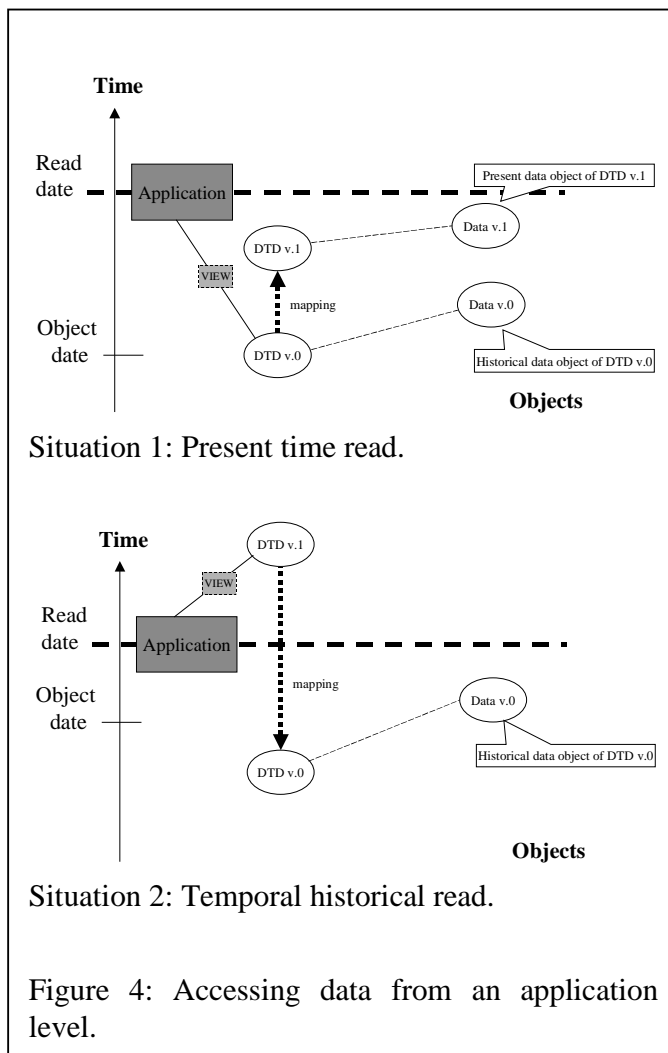 Time
Read
date
Application
Present data object of DTD v.1
Data v.1
DTD v.1
VIEW
mapping
Data v.0
Object
date
DTD v.0
Historical data object of DTD v.0
Objects
Situation 1: Present time read.
Time
DTD v.1
VIEW
Read
date
Application
mapping
Object
date
Data v.0
Historical data object of DTD v.0
DTD v.0
Objects
Situation 2: Temporal historical read.
Figure 4: Accessing data from an application
level.